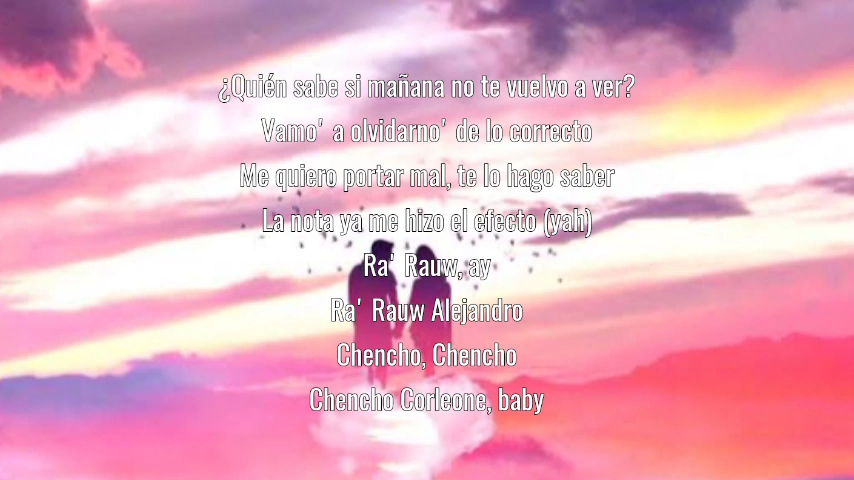 ¿Quién sabe si mañana no te vuelvo a ver?
Vamo' a olvidarno' de lo correcto
Me quiero portar mal, te lo hago saber
La nota ya me hizo el efecto (yah)
Ra' Rauw, ay
Ra' Rauw Alejandro
Chencho, Chencho
Chencho Corleone, baby